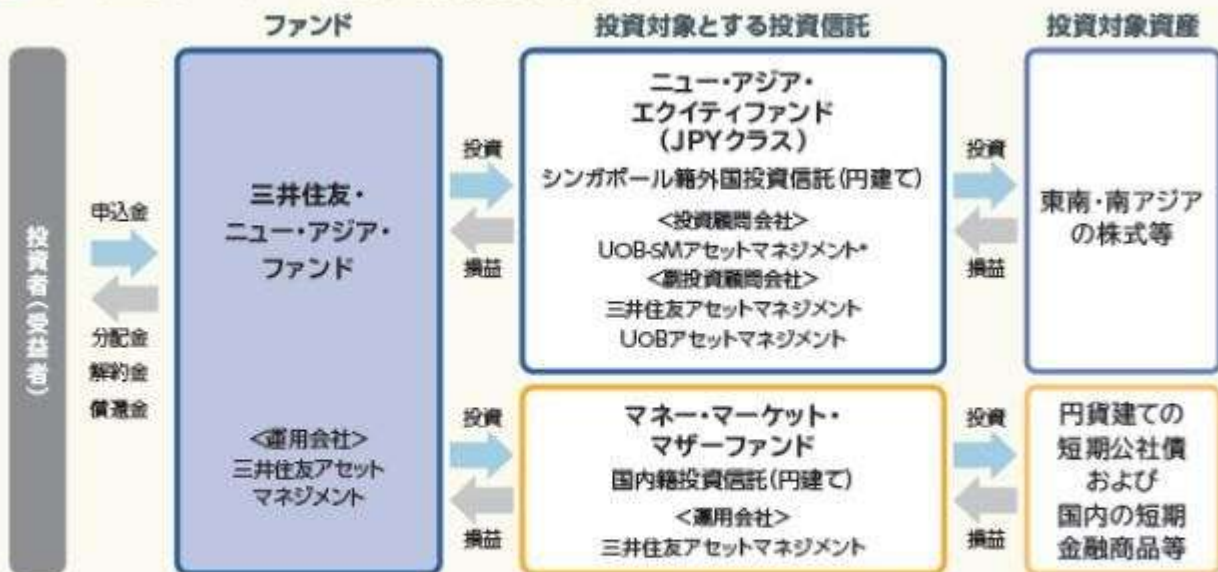 ファンド
投資対象とする投資信託
投資対象資産
投資者(受益者)
申込金
分配金
解約金
償還金
三井住友・
ニュー・アジア・
ファンド
<運用会社>
三井住友アセット
マネジメント
投資
損益
ニュー・アジア・
エクイティファンド
(JPYクラス)
シンガポール籍外国投資信託(円建て)
<投資顧問会社>
UOB-SMアセットマネジメント*
<副投資顧問会社>
三井住友アセットマネジメント
UOBアセットマネジメント
投資
損益
東南・南アジア
の株式等
投資
損益
マネー・マーケット・
マザーファンド
国内籍投資信託(円建て)
<運用会社>
三井住友アセットマネジメント
投資
損益
円貨建ての
短期公社債
および
国内の短期
金融商品等